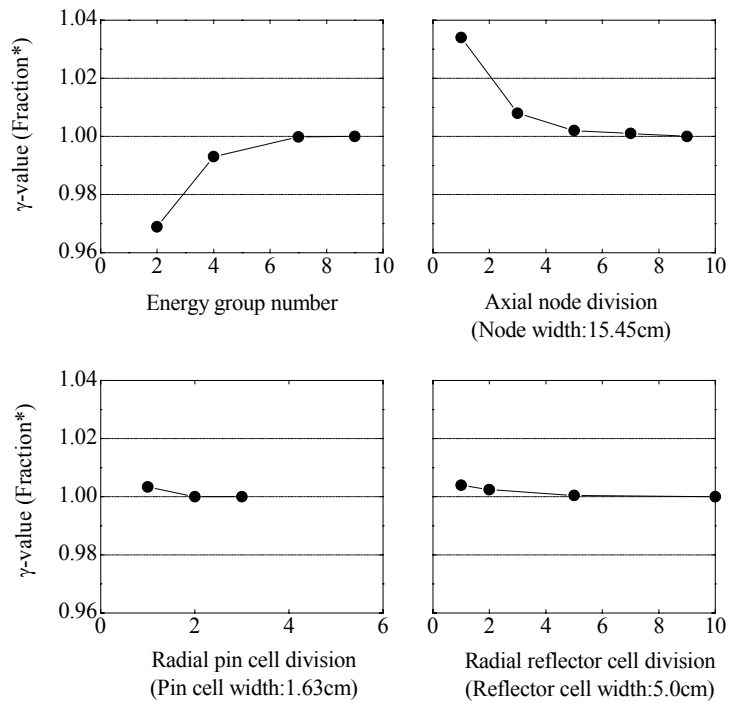 1.04
1.02
1.00
0.98
0.96
γ-value (Fraction*)
0 2 4 6 8 10
Energy group number
0 2 4 6 8 10
Axial node division
(Node width:15.45cm)
1.04
1.02
1.00
0.98
0.96
γ-value (Fraction*)
0 2 4 6
Radial pin cell division
(Pin cell width:1.63cm)
0 2 4 6 8 10
Radial reflector cell division
(Reflector cell width:5.0cm)